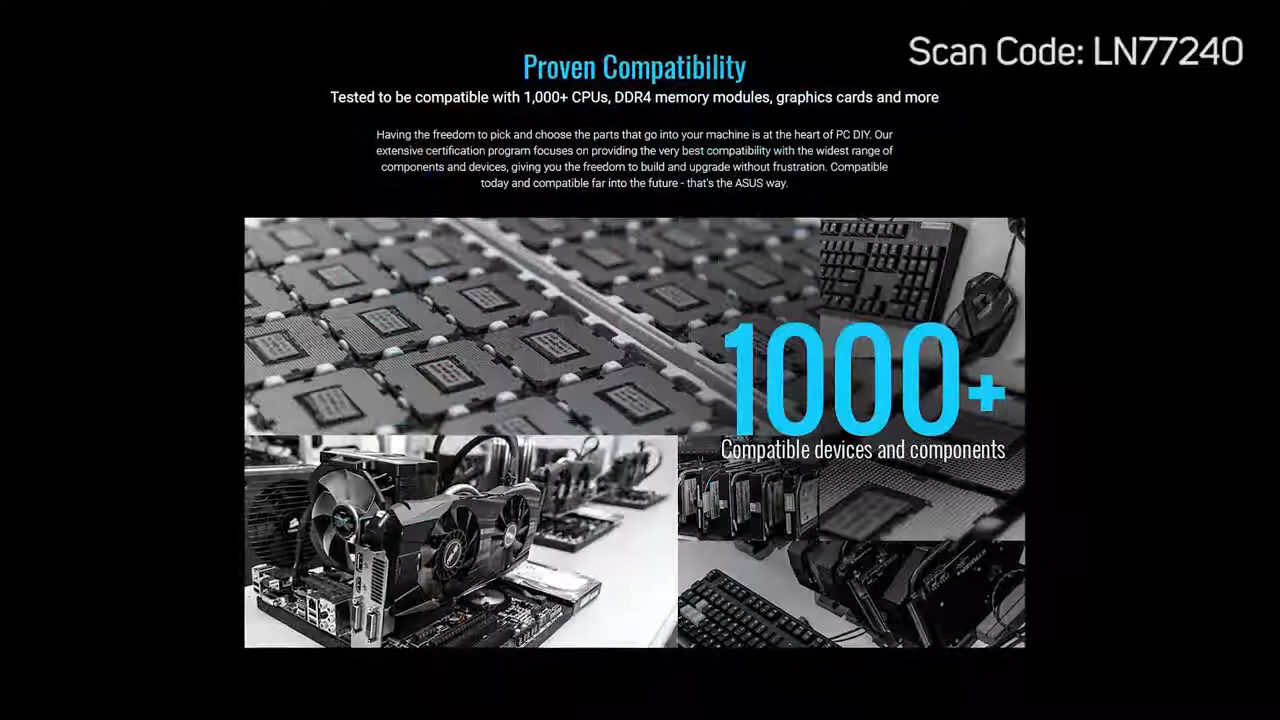 Scan Code: LN77240
Proven Compatibility
Tested to be compatible with 1,000+ CPUs, DDR4 memory modules, graphics cards and more
Having the freedom to pick and choose the parts that go into your machine is at the heart of PC DIY. Our
extensive certification program focuses on providing the very best compatibility with the widest range of
components and devices, giving you the freedom to build and upgrade without frustration. Compatible
today and compatible far into the future - that's the ASUS way.
1000+
Compatible devices and components